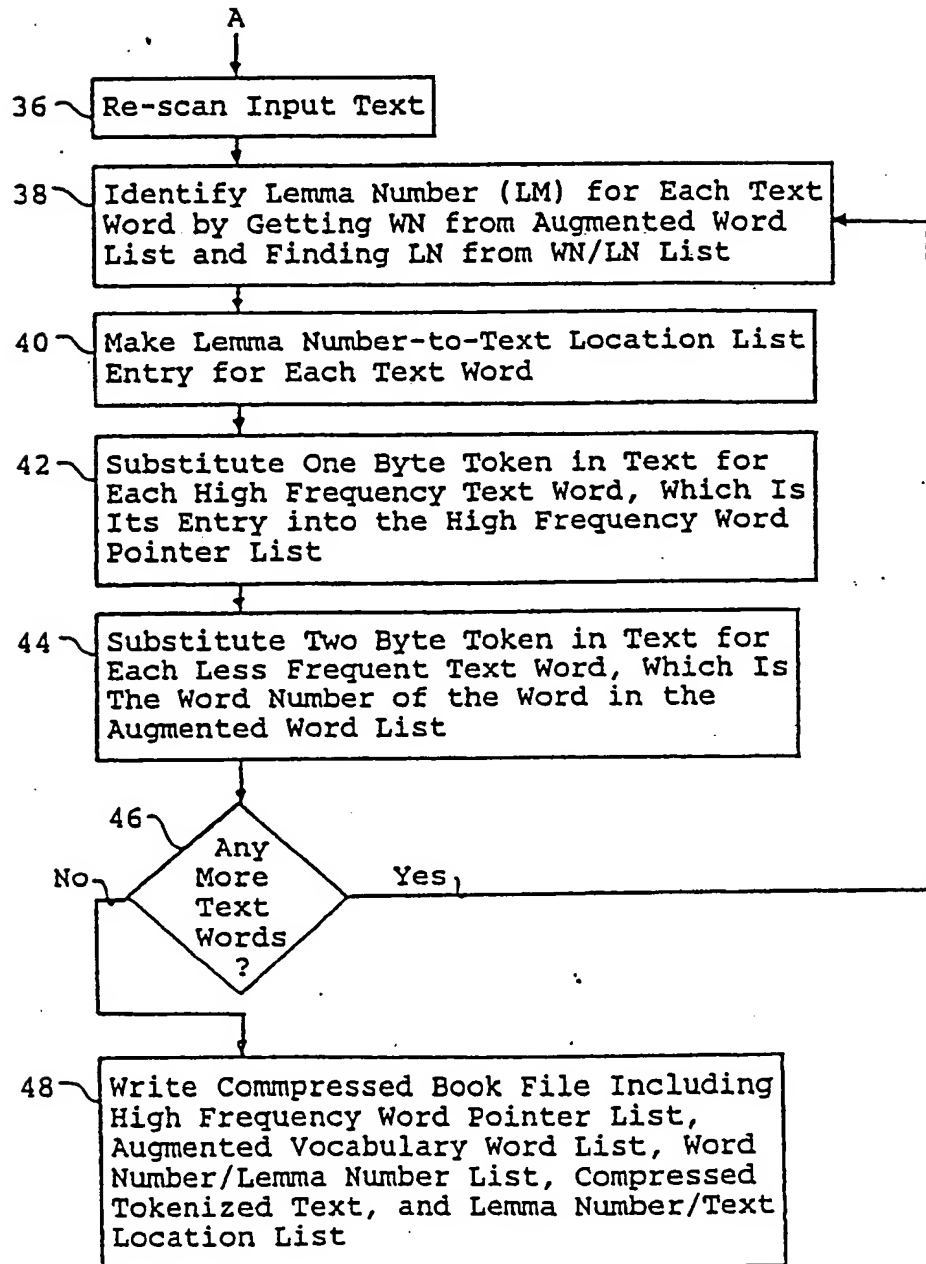 A
36 Re-scan Input Text
38 Identify Lemma Number (LM) for Each Text
Word by Getting WN from Augmented Word
List and Finding LN from WN/LN List
40 Make Lemma Number-to-Text Location List
Entry for Each Text Word
42 Substitute One Byte Token in Text for
Each High Frequency Text Word, Which Is
Its Entry into the High Frequency Word
Pointer List
44 Substitute Two Byte Token in Text for
Each Less Frequent Text Word, Which Is
The Word Number of the Word in the
Augmented Word List
46 Any
More
Text
Words
?
No
Yes
48 Write Commpressed Book File Including
High Frequency Word Pointer List,
Augmented Vocabulary Word List, Word
Number/Lemma Number List, Compressed
Tokenized Text, and Lemma Number/Text
Location List